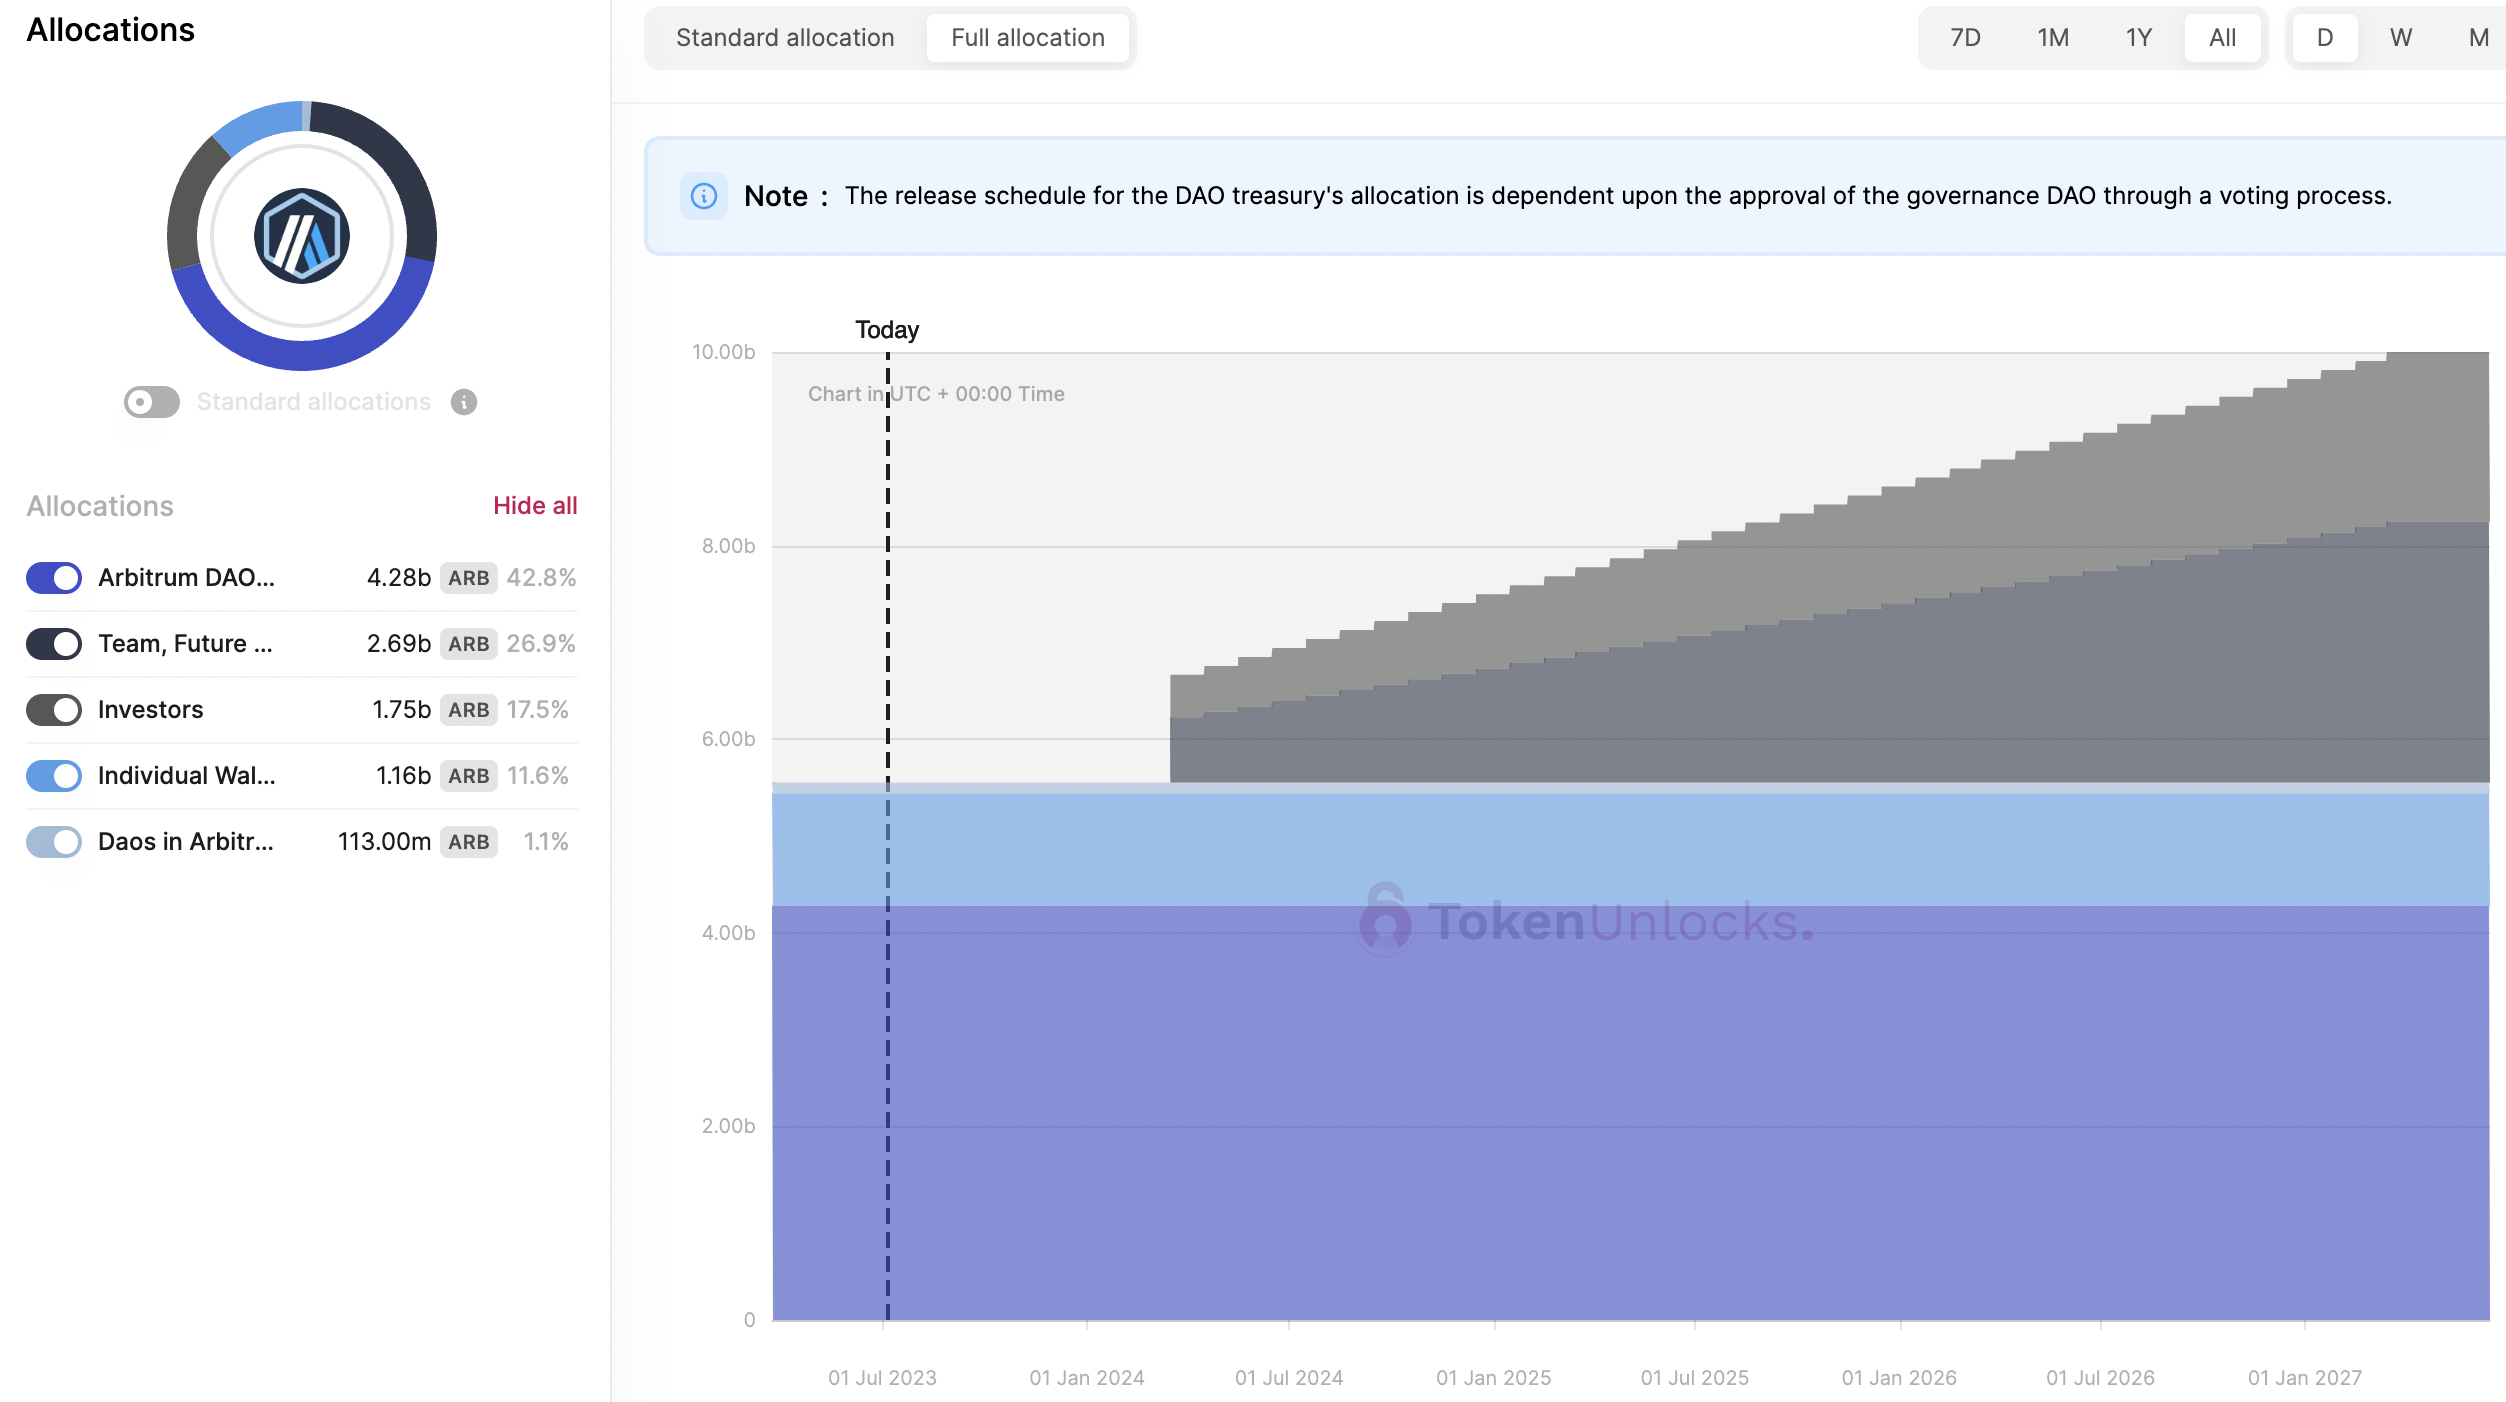 Allocations
Standard allocations
Allocations Hide all
Arbitrum DAO... 4.28b ARB 42.8%
Team, Future ... 2.69b ARB 26.9%
Investors 1.75b ARB 17.5%
Individual Wal... 1.16b ARB 11.6%
Daos in Arbitr... 113.00m ARB 1.1%
Standard allocation Full allocation 7D 1M 1Y All D W M
Note : The release schedule for the DAO treasury's allocation is dependent upon the approval of the governance DAO through a voting process.
Today
10.00b
Chart in UTC + 00:00 Time
8.00b
6.00b
TokenUnlocks.
4.00b
2.00b
0
01 Jul 2023 01 Jan 2024 01 Jul 2024 01 Jan 2025 01 Jul 2025 01 Jan 2026 01 Jul 2026 01 Jan 2027